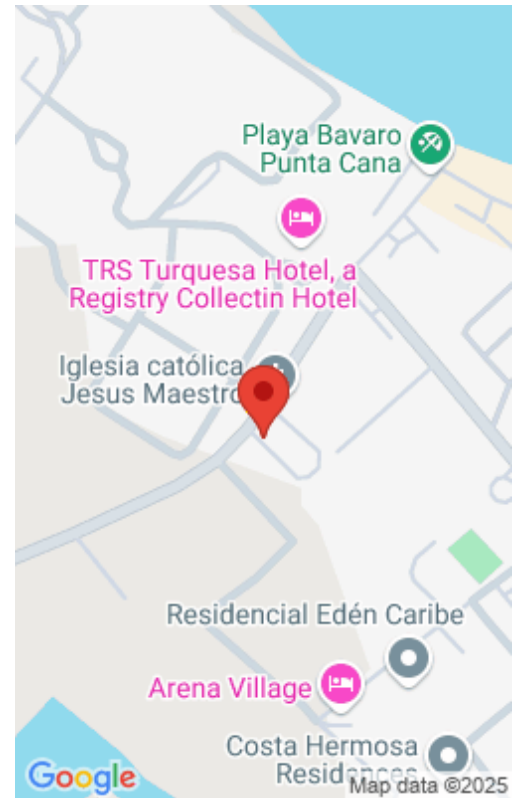 Playa Bavaro
Punta Cana
TRS Turquesa Hotel, a
Registry Collectin Hotel
Iglesia católica
Jesus Maestro
Residencial Edén Caribe
Arena Village
Costa Hermosa
Residences
Google
Map data ©2025